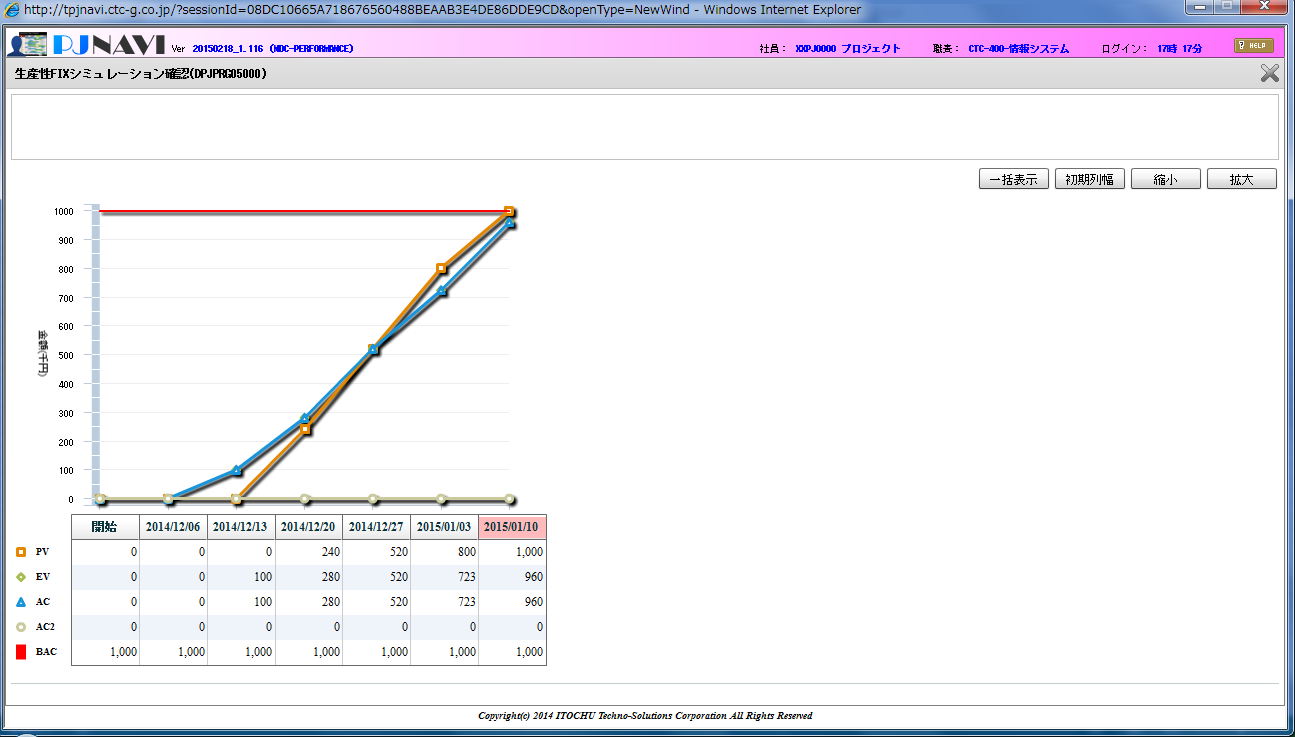 http://tpjnavi.ctc-g.co.jp/?sessionId=08DC10665A718676560488BEAAB3E4DE86DDE9CD&openType=NewWind - Windows Internet Explorer
PJNAVI Ver 20150218_1.116 (NDC-PERFORMANCE) 社員： XXPJ0000 プロジェクト 職責： CTC-400-情報システム ログイン： 17時 17分 ? HELP
生産性FIXシミュレーション確認(DPJPRG05000)
一括表示 初期列幅 縮小 拡大
1000
900
800
700
600
500
400
300
200
100
0
金額(千円)
開始 2014/12/06 2014/12/13 2014/12/20 2014/12/27 2015/01/03 2015/01/10
PV 0 0 0 240 520 800 1,000
EV 0 0 100 280 520 723 960
AC 0 0 100 280 520 723 960
AC2 0 0 0 0 0 0 0
BAC 1,000 1,000 1,000 1,000 1,000 1,000 1,000
Copyright(c) 2014 ITOCHU Techno-Solutions Corporation All Rights Reserved